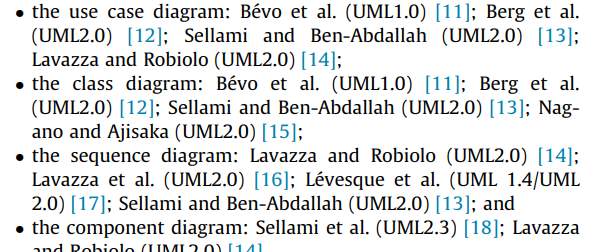 • the use case diagram: Bévo et al. (UML1.0) [11]; Berg et al.
(UML2.0) [12]; Sellami and Ben-Abdallah (UML2.0) [13];
Lavazza and Robiolo (UML2.0) [14];
• the class diagram: Bévo et al. (UML1.0) [11]; Berg et al.
(UML2.0) [12]; Sellami and Ben-Abdallah (UML2.0) [13]; Nag-
ano and Ajisaka (UML2.0) [15];
• the sequence diagram: Lavazza and Robiolo (UML2.0) [14];
Lavazza et al. (UML2.0) [16]; Lévesque et al. (UML 1.4/UML
2.0) [17]; Sellami and Ben-Abdallah (UML2.0) [13]; and
• the component diagram: Sellami et al. (UML2.3) [18]; Lavazza
and Robiolo (UML2.0) [14]